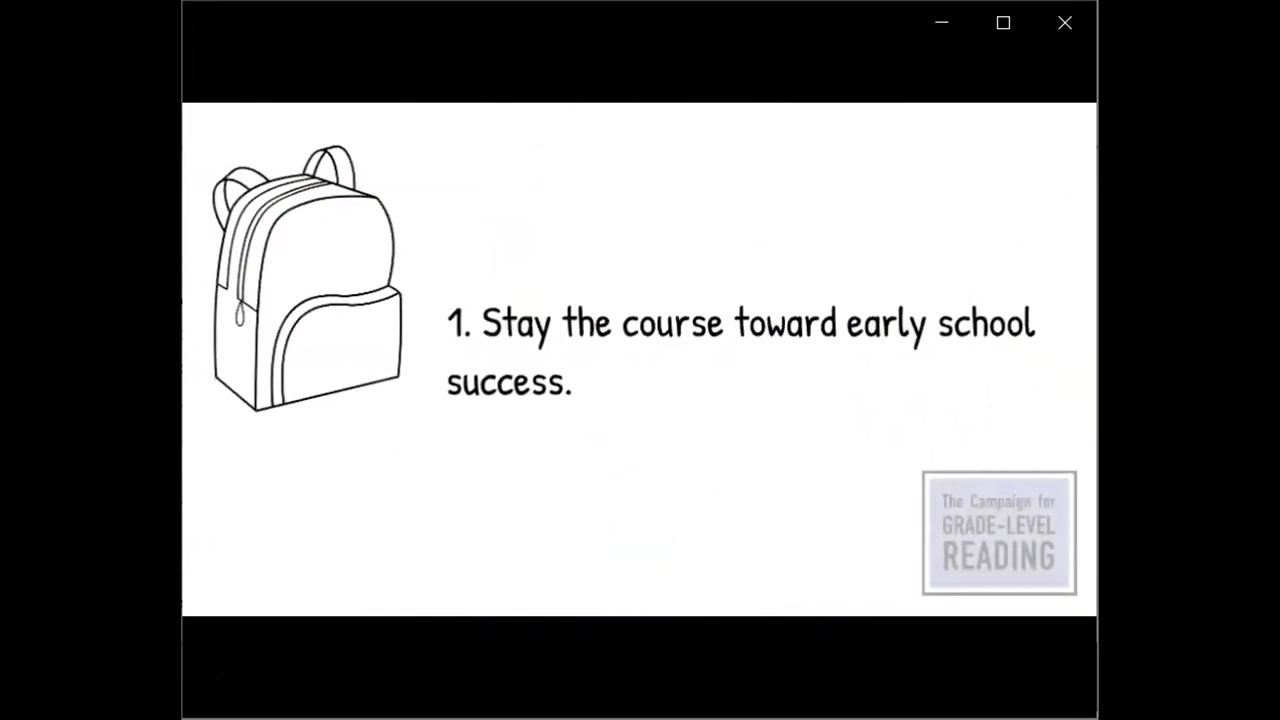 1. Stay the course toward early school
success.
The Campaign for
GRADE-LEVEL
READING